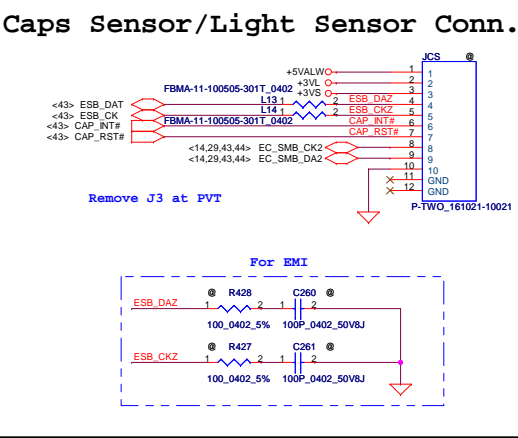 Caps Sensor/Light Sensor Conn.
JCS @
+5VALW 1 1
+3VL 2 2
+3VS 3 3
FBMA-11-100505-301T_0402
<43> ESB_DAT L13 1 2 ESB_DAZ 4 4
<43> ESB_CK L14 1 2 ESB_CKZ 5 5
<43> CAP_INT# FBMA-11-100505-301T_0402 CAP_INT# 6 6
<43> CAP_RST# CAP_RST# 7 7
<14,29,43,44> EC_SMB_CK2 8 8
<14,29,43,44> EC_SMB_DA2 9 9
10 10
11 GND
12 GND
P-TWO_161021-10021
Remove J3 at PVT
For EMI
@ R428 C260 @
ESB_DAZ 1 2 1 2
100_0402_5% 100P_0402_50V8J
@ R427 C261 @
ESB_CKZ 1 2 1 2
100_0402_5% 100P_0402_50V8J